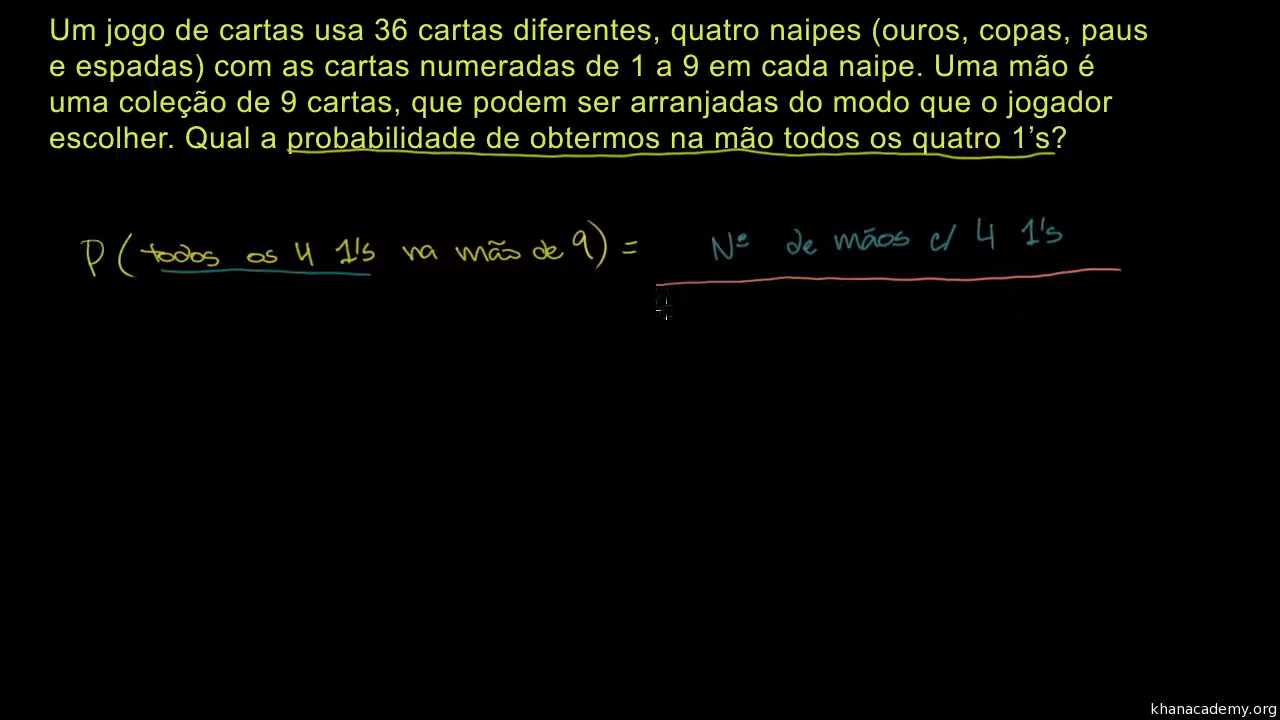 Um jogo de cartas usa 36 cartas diferentes, quatro naipes (ouros, copas, paus
e espadas) com as cartas numeradas de 1 a 9 em cada naipe. Uma mão é
uma coleção de 9 cartas, que podem ser arranjadas do modo que o jogador
escolher. Qual a probabilidade de obtermos na mão todos os quatro 1's?
P (todos os 4 1's na mão de 9) = Nº de mãos c/ 4 1's
khanacademy.org